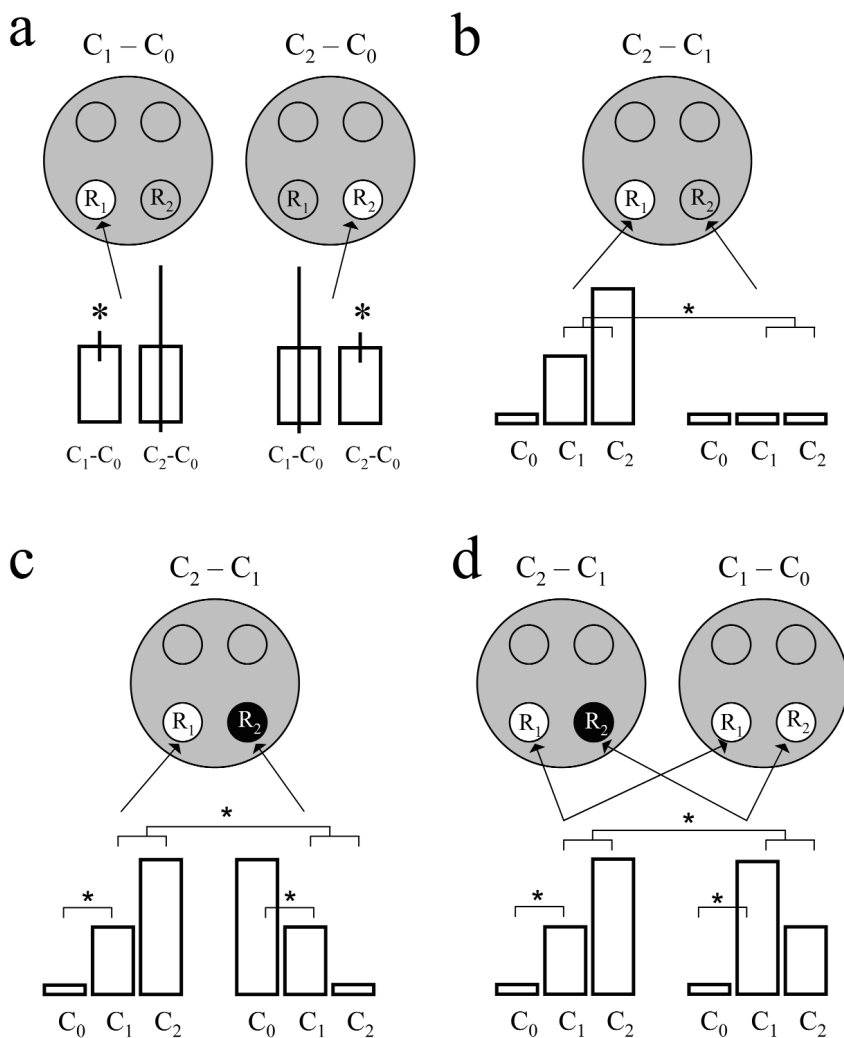 a
C₁ – C₀
C₂ – C₀
R₁ R₂
R₁ R₂
*
*
C₁-C₀ C₂-C₀
C₁-C₀ C₂-C₀
b
C₂ – C₁
R₁ R₂
*
C₀ C₁ C₂
C₀ C₁ C₂
c
C₂ – C₁
R₁ R₂
*
*
*
C₀ C₁ C₂
C₀ C₁ C₂
d
C₂ – C₁
C₁ – C₀
R₁ R₂
R₁ R₂
*
*
*
C₀ C₁ C₂
C₀ C₁ C₂